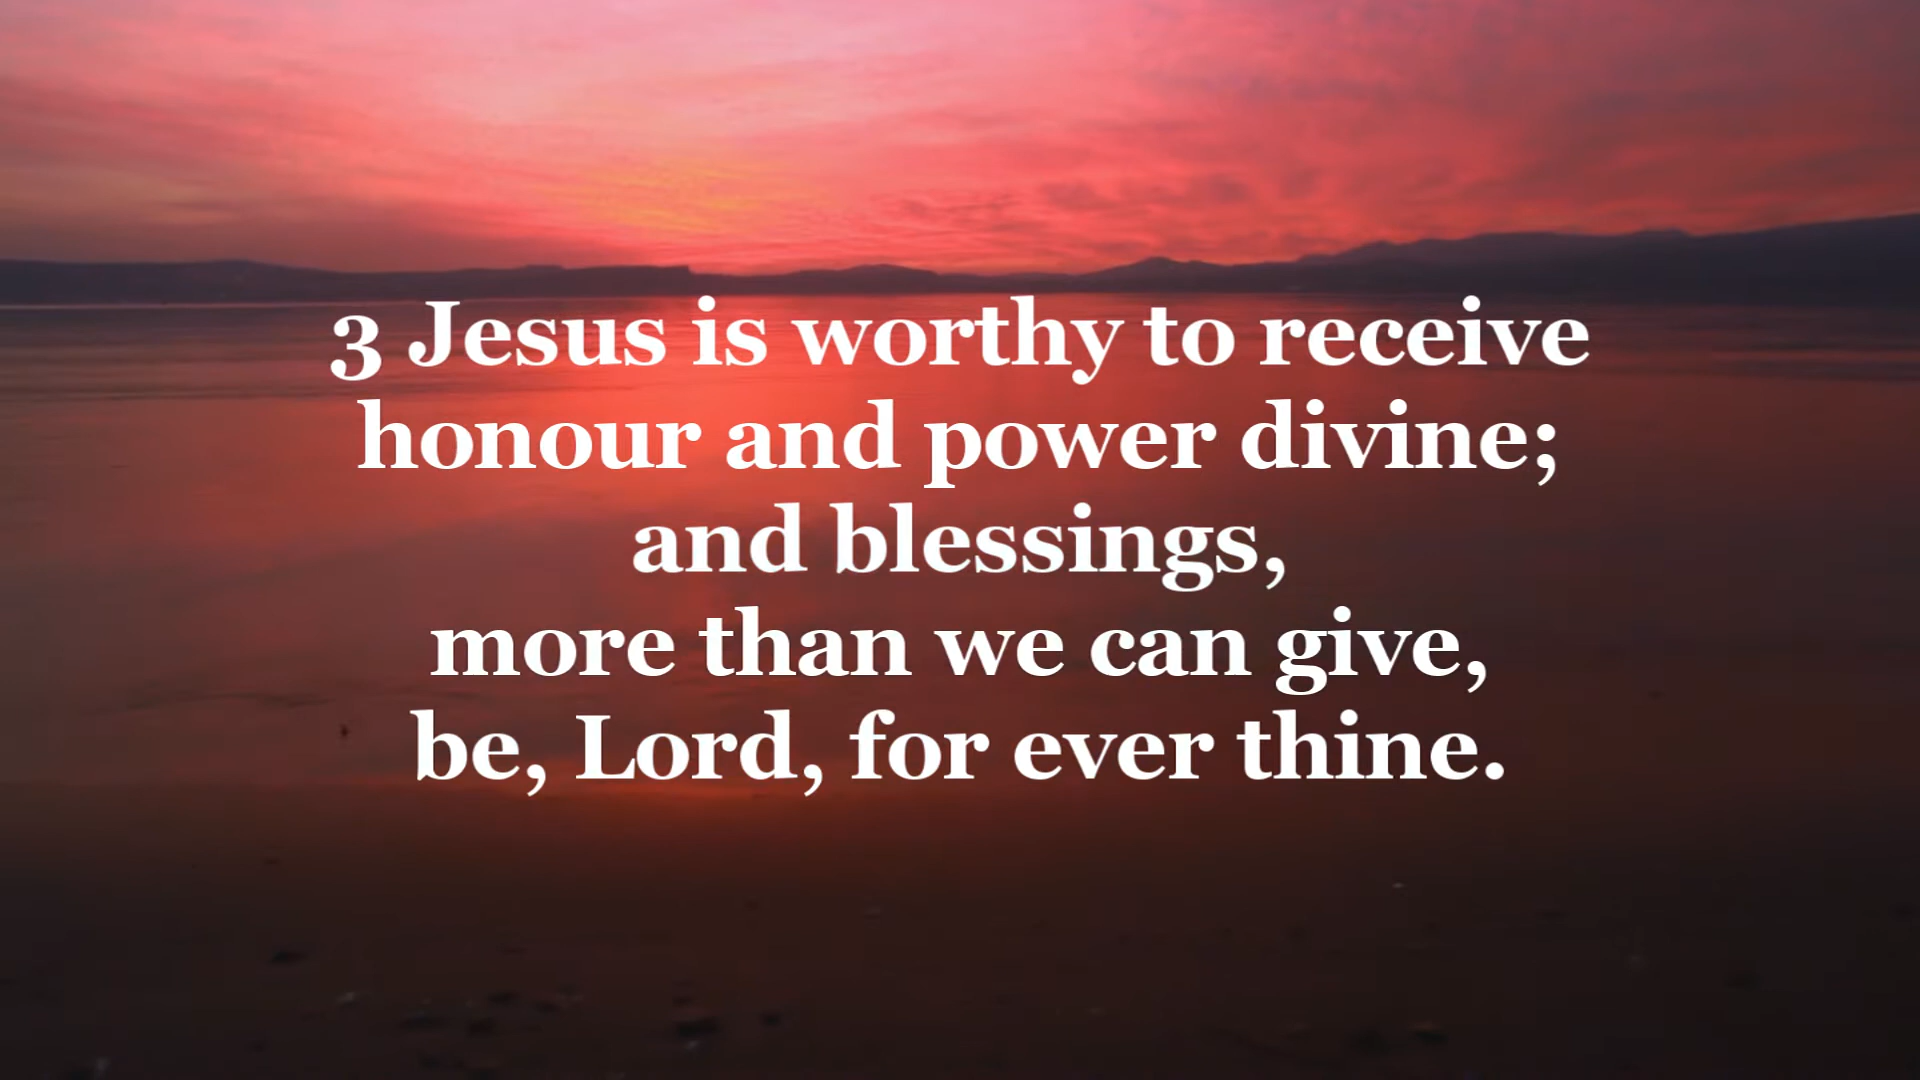 3 Jesus is worthy to receive
honour and power divine;
and blessings,
more than we can give,
be, Lord, for ever thine.